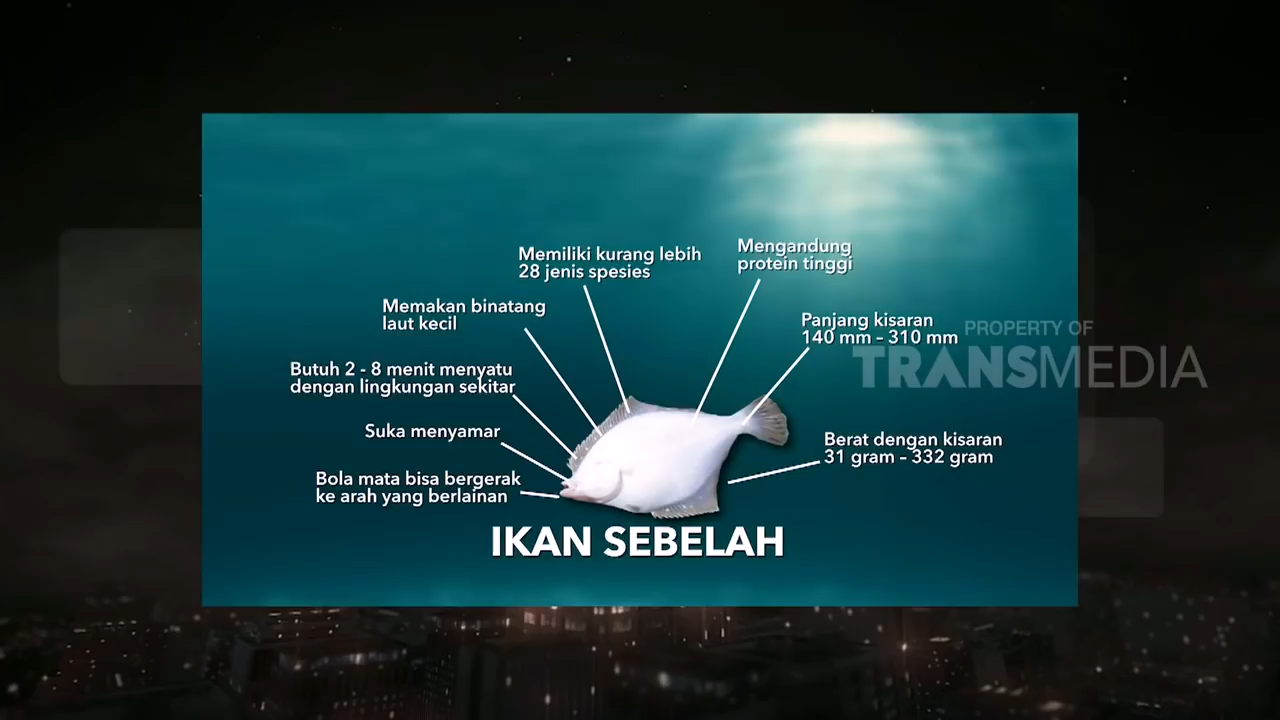 Memiliki kurang lebih
28 jenis spesies
Mengandung
protein tinggi
Memakan binatang
laut kecil
Panjang kisaran
140 mm – 310 mm
PROPERTY OF
TRANSMEDIA
Butuh 2 - 8 menit menyatu
dengan lingkungan sekitar
Suka menyamar
Berat dengan kisaran
31 gram – 332 gram
Bola mata bisa bergerak
ke arah yang berlainan
IKAN SEBELAH